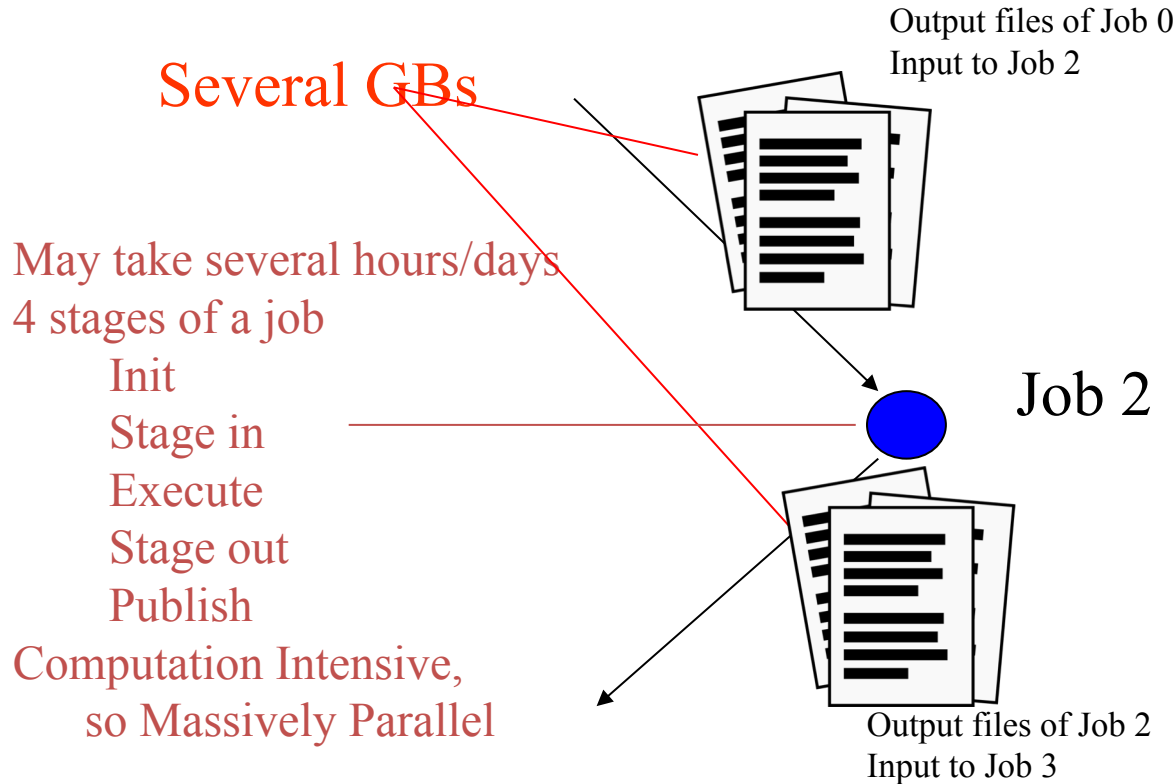 Output files of Job 0
Input to Job 2
Several GBs
May take several hours/days
4 stages of a job
Init
Stage in
Execute
Stage out
Publish
Computation Intensive,
so Massively Parallel
Job 2
Output files of Job 2
Input to Job 3